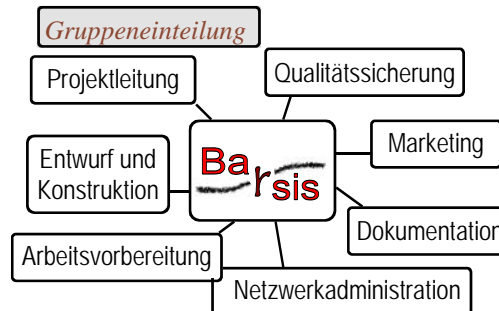 Gruppeneinteilung
Projektleitung
Qualitätssicherung
Entwurf und
Konstruktion
Barsis
Marketing
Arbeitsvorbereitung
Dokumentation
Netzwerkadministration